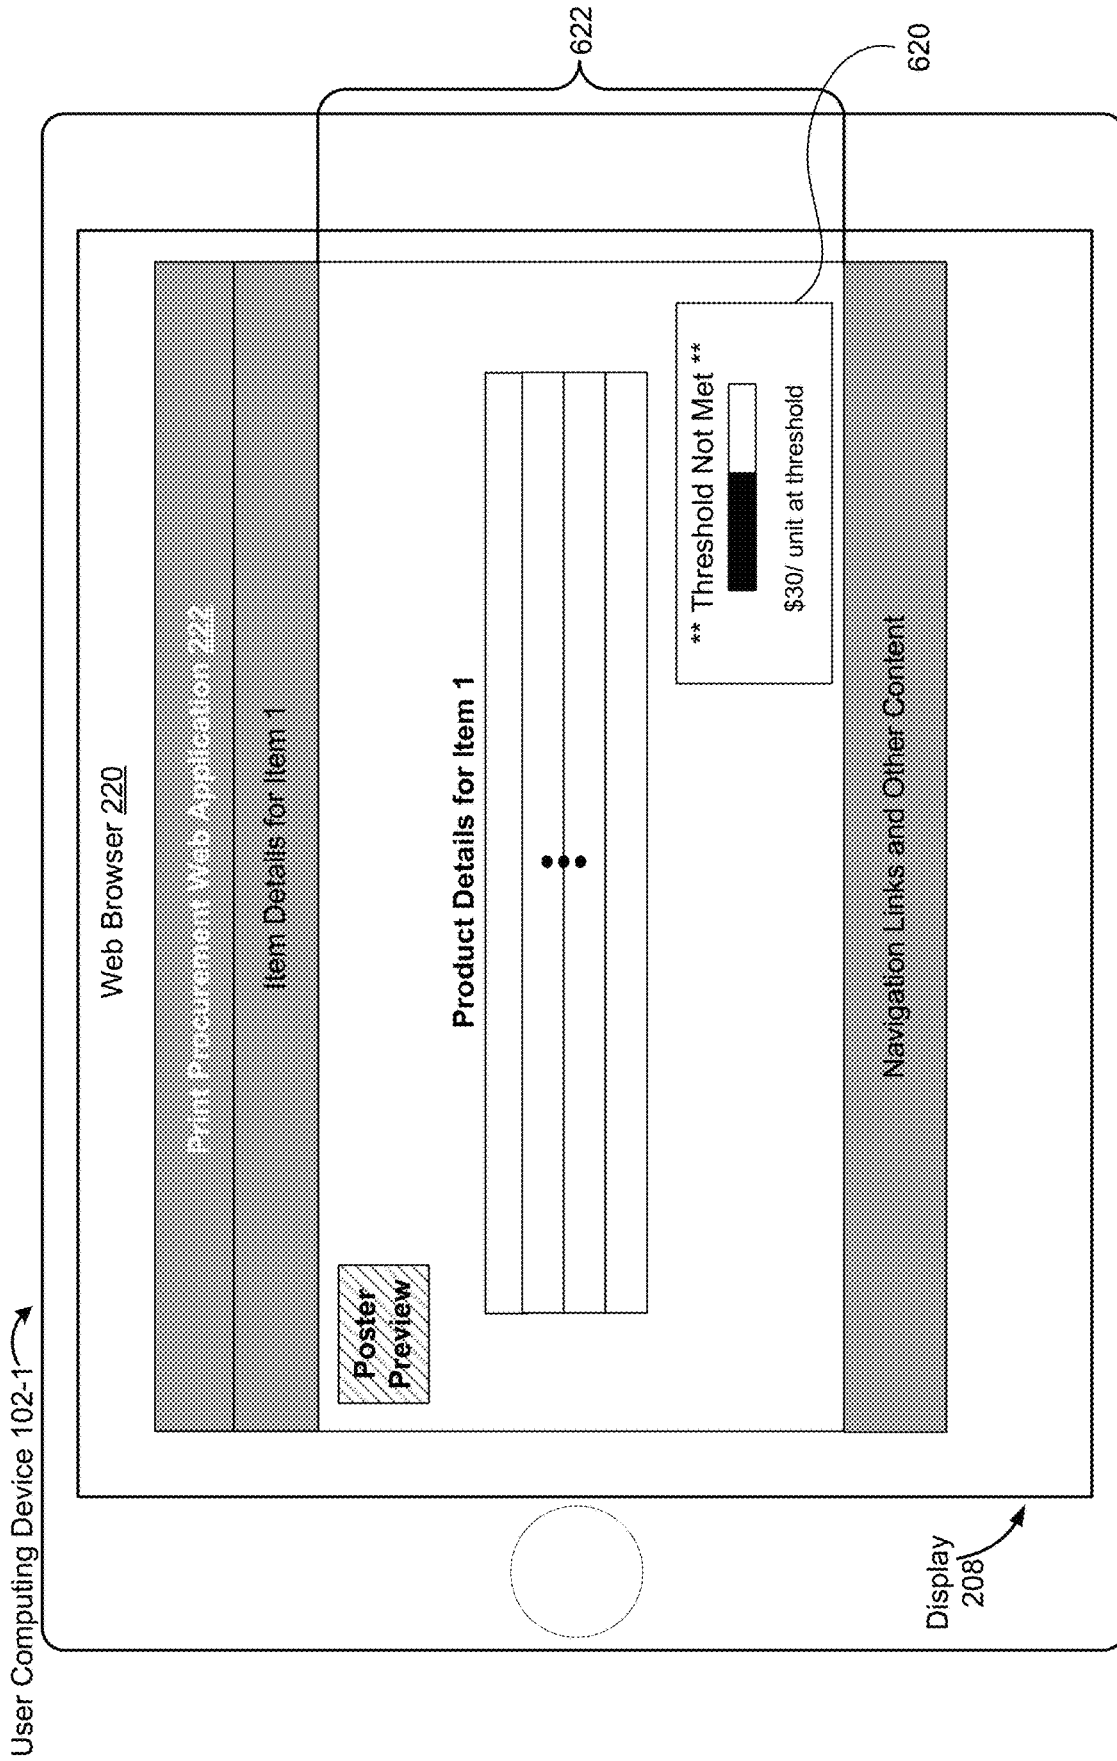 User Computing Device 102-1
Web Browser 220
Print Procurement Web Application 222
Item Details for Item 1
Poster
Preview
Product Details for Item 1
** Threshold Not Met **
$30/ unit at threshold
Navigation Links and Other Content
Display
208
622
620